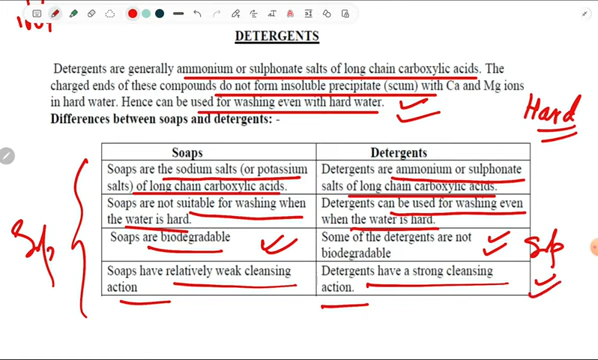 DETERGENTS
Detergents are generally ammonium or sulphonate salts of long chain carboxylic acids. The
charged ends of these compounds do not form insoluble precipitate (scum) with Ca and Mg ions
in hard water. Hence can be used for washing even with hard water.
Hard
Differences between soaps and detergents: -
Soaps Detergents
Soaps are the sodium salts (or potassium
salts) of long chain carboxylic acids.
Detergents are ammonium or sulphonate
salts of long chain carboxylic acids.
Soaps are not suitable for washing when
the water is hard.
Detergents can be used for washing even
when the water is hard.
Soaps are biodegradable
Some of the detergents are not
biodegradable
Soaps have relatively weak cleansing
action
Detergents have a strong cleansing
action.